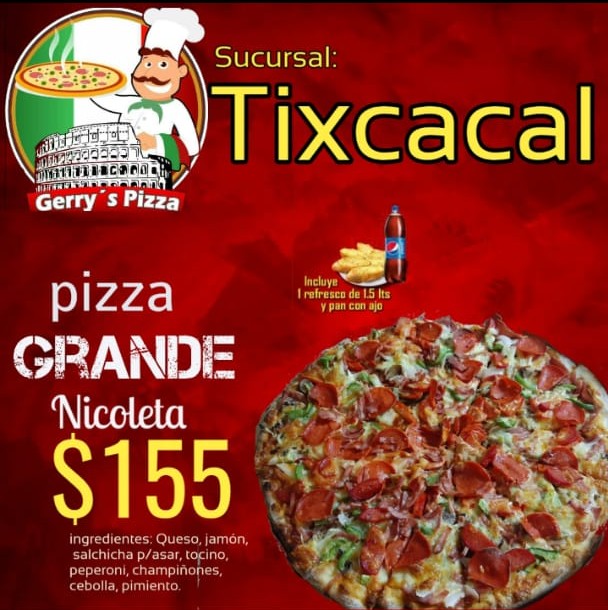 Sucursal:
Tixcacal
Gerry´s Pizza
Incluye
1 refresco de 1.5 lts
y pan con ajo
pizza
GRANDE
Nicoleta
$155
ingredientes: Queso, jamón,
salchicha p/asar, tocino,
peperoni, champiñones,
cebolla, pimiento.